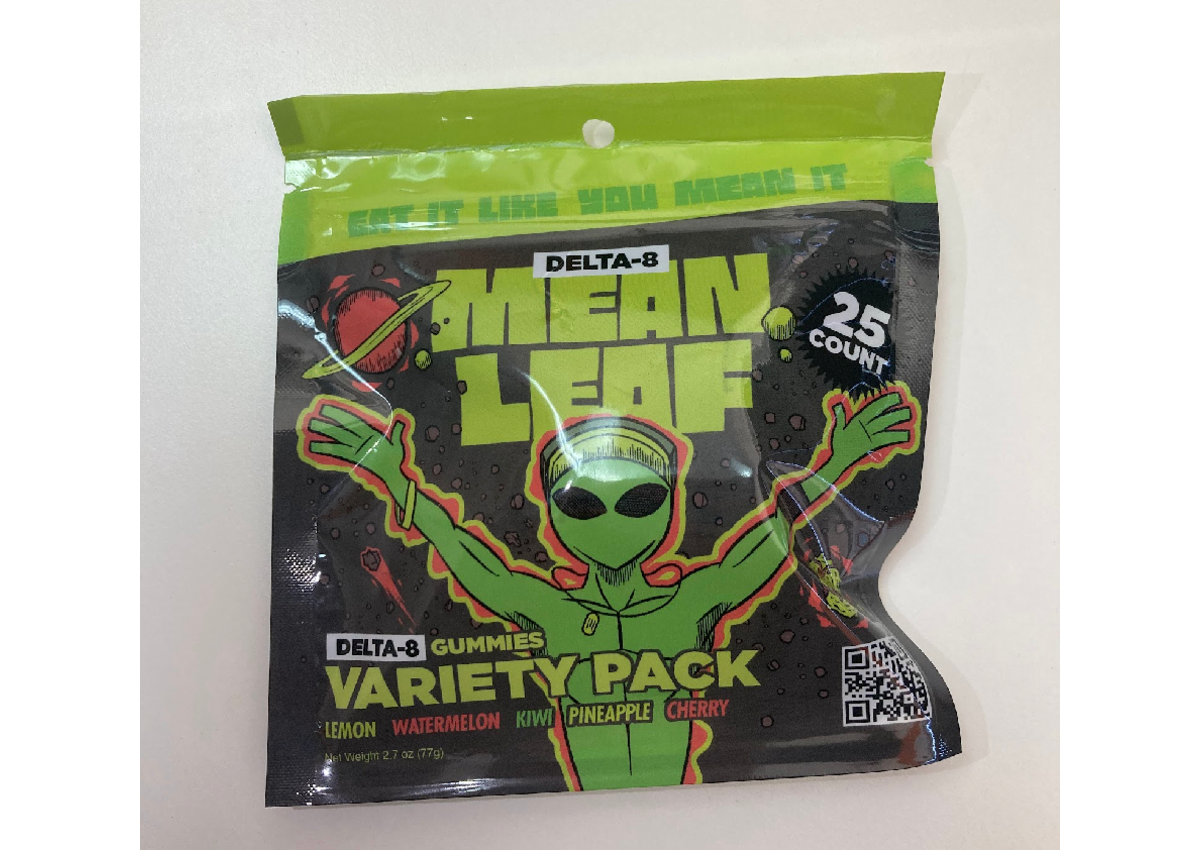 EAT IT LIKE YOU MEAN IT
DELTA-8
MEAN
LEAF
25
COUNT
DELTA-8 GUMMIES
VARIETY PACK
LEMON WATERMELON KIWI PINEAPPLE CHERRY
Net Weight 2.7 oz (77g)